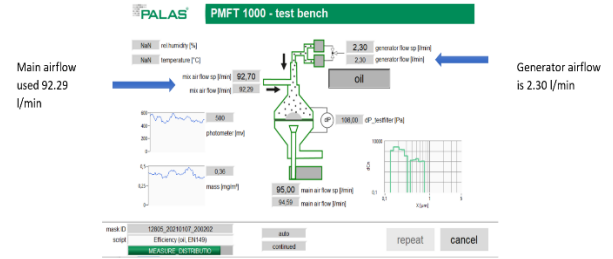 PALAS
PMFT 1000 - test bench
NaN rel.humidity [%]
NaN temperature [°C]
2,30 generator flow sp [l/min]
2,30 generator flow [l/min]
Main airflow
used 92.29
l/min
Generator airflow
is 2.30 l/min
mix air flow sp [l/min] 92,70
mix air flow [l/min] 92,29
oil
580
photometer [mv]
dP 108,00 dP_testfilter [Pa]
0,36
mass [mg/m³]
95,00 main air flow sp [l/min]
94,59 main air flow [l/min]
mask ID 12805_20210107_200202
script Efficiency (oil, EN149)
MEASURE_DISTRIBUTIO
auto
continued
repeat
cancel